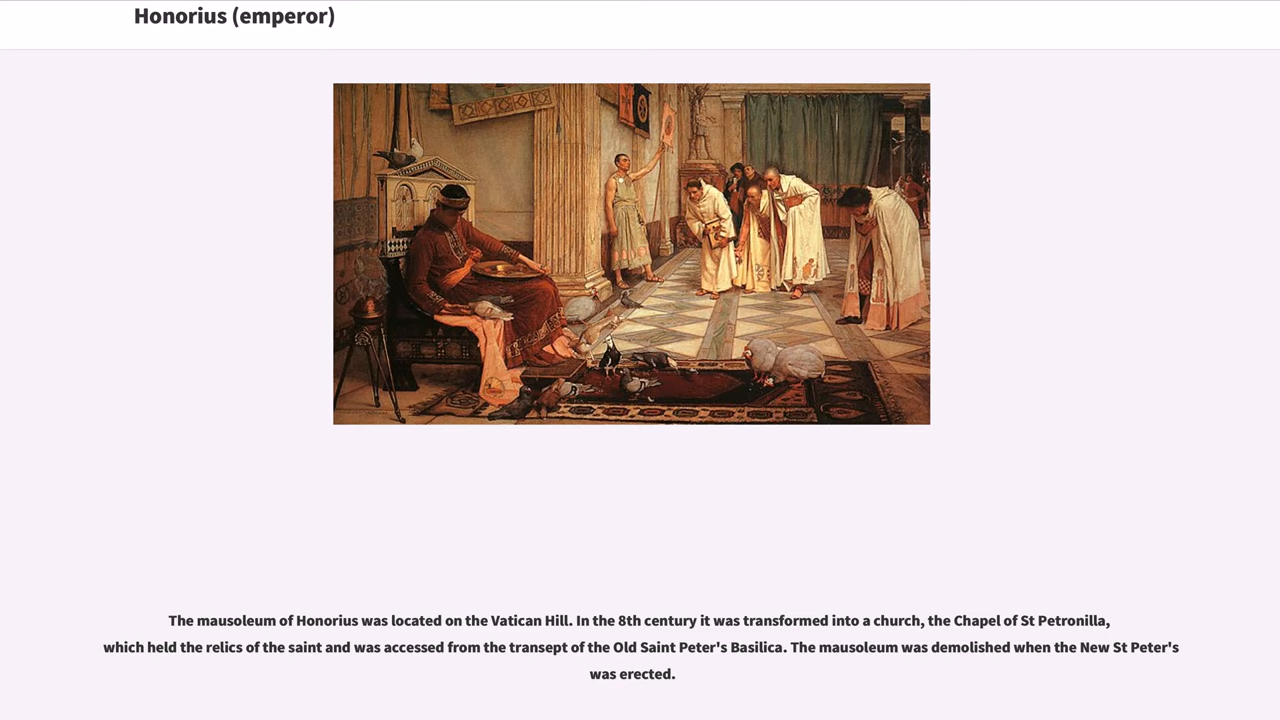 Honorius (emperor)
The mausoleum of Honorius was located on the Vatican Hill. In the 8th century it was transformed into a church, the Chapel of St Petronilla,
which held the relics of the saint and was accessed from the transept of the Old Saint Peter's Basilica. The mausoleum was demolished when the New St Peter's
was erected.